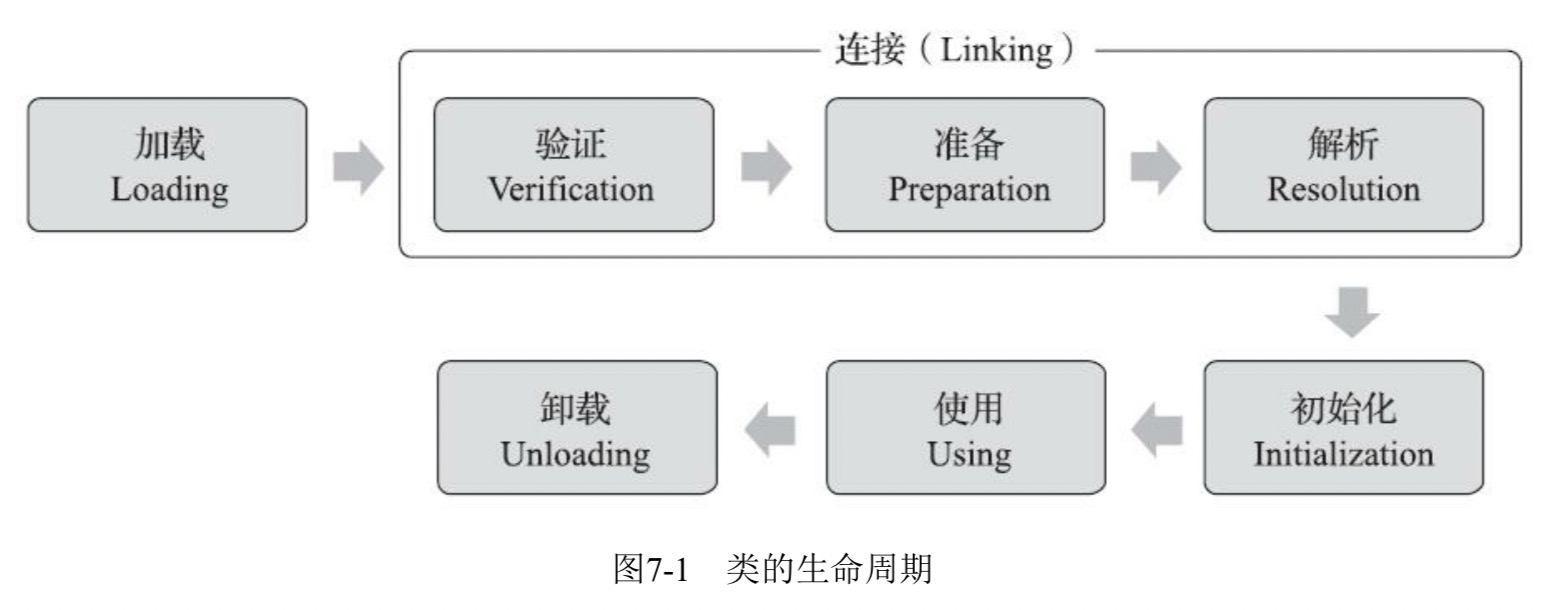 连接（Linking）
加载
Loading
验证
Verification
准备
Preparation
解析
Resolution
初始化
Initialization
使用
Using
卸载
Unloading
图7-1 类的生命周期